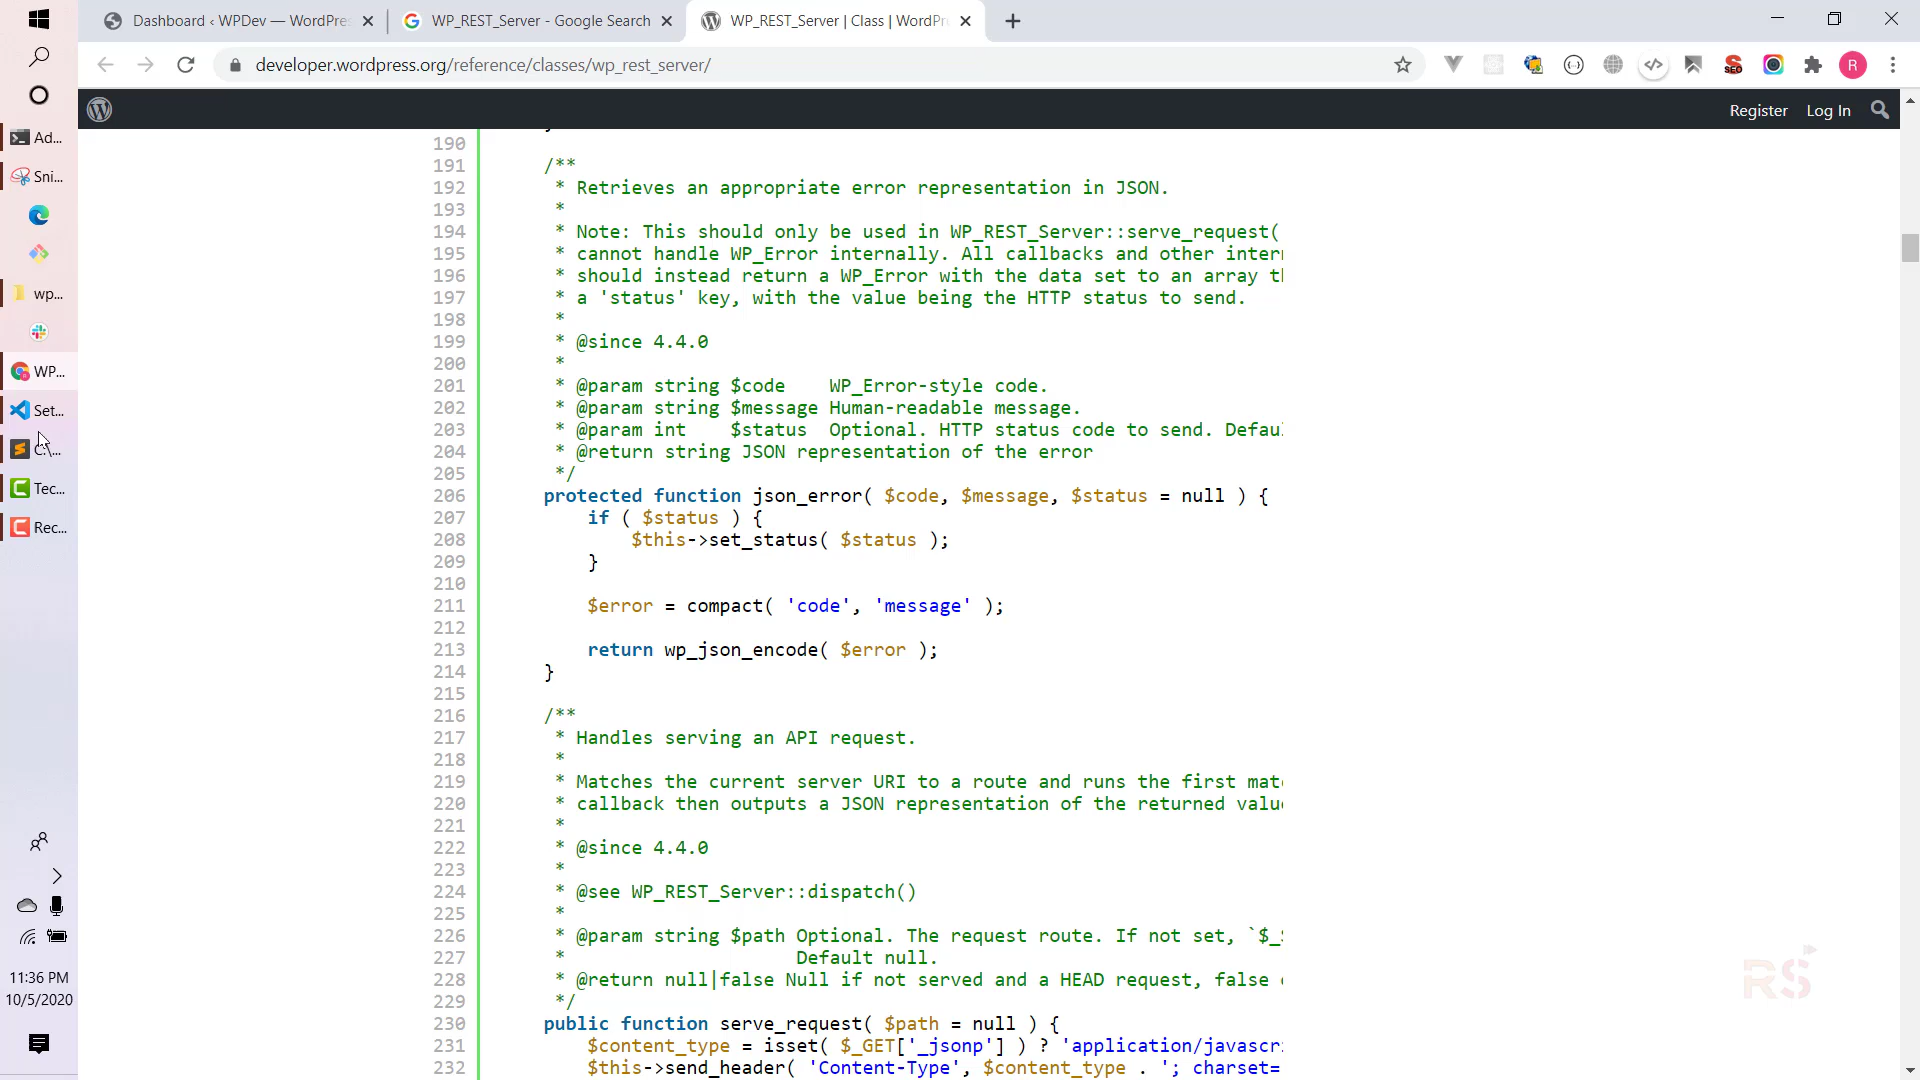 Dashboard ‹ WPDev — WordPre
WP_REST_Server - Google Search
WP_REST_Server | Class | WordPr
developer.wordpress.org/reference/classes/wp_rest_server/
SEO
R
Register
Log In
Ad...
Sni...
wp...
WP...
Set...
C:\...
Tec...
Rec...
11:36 PM
10/5/2020
190
191 /**
192 * Retrieves an appropriate error representation in JSON.
193 *
194 * Note: This should only be used in WP_REST_Server::serve_request(
195 * cannot handle WP_Error internally. All callbacks and other inter
196 * should instead return a WP_Error with the data set to an array t
197 * a 'status' key, with the value being the HTTP status to send.
198 *
199 * @since 4.4.0
200 *
201 * @param string $code    WP_Error-style code.
202 * @param string $message Human-readable message.
203 * @param int    $status  Optional. HTTP status code to send. Defau
204 * @return string JSON representation of the error
205 */
206 protected function json_error( $code, $message, $status = null ) {
207 if ( $status ) {
208 $this->set_status( $status );
209 }
210
211 $error = compact( 'code', 'message' );
212
213 return wp_json_encode( $error );
214 }
215
216 /**
217 * Handles serving an API request.
218 *
219 * Matches the current server URI to a route and runs the first mat
220 * callback then outputs a JSON representation of the returned valu
221 *
222 * @since 4.4.0
223 *
224 * @see WP_REST_Server::dispatch()
225 *
226 * @param string $path Optional. The request route. If not set, `$_
227 * Default null.
228 * @return null|false Null if not served and a HEAD request, false
229 */
230 public function serve_request( $path = null ) {
231 $content_type = isset( $_GET['_jsonp'] ) ? 'application/javascr
232 $this->send_header( 'Content-Type', $content_type . '; charset=
RS